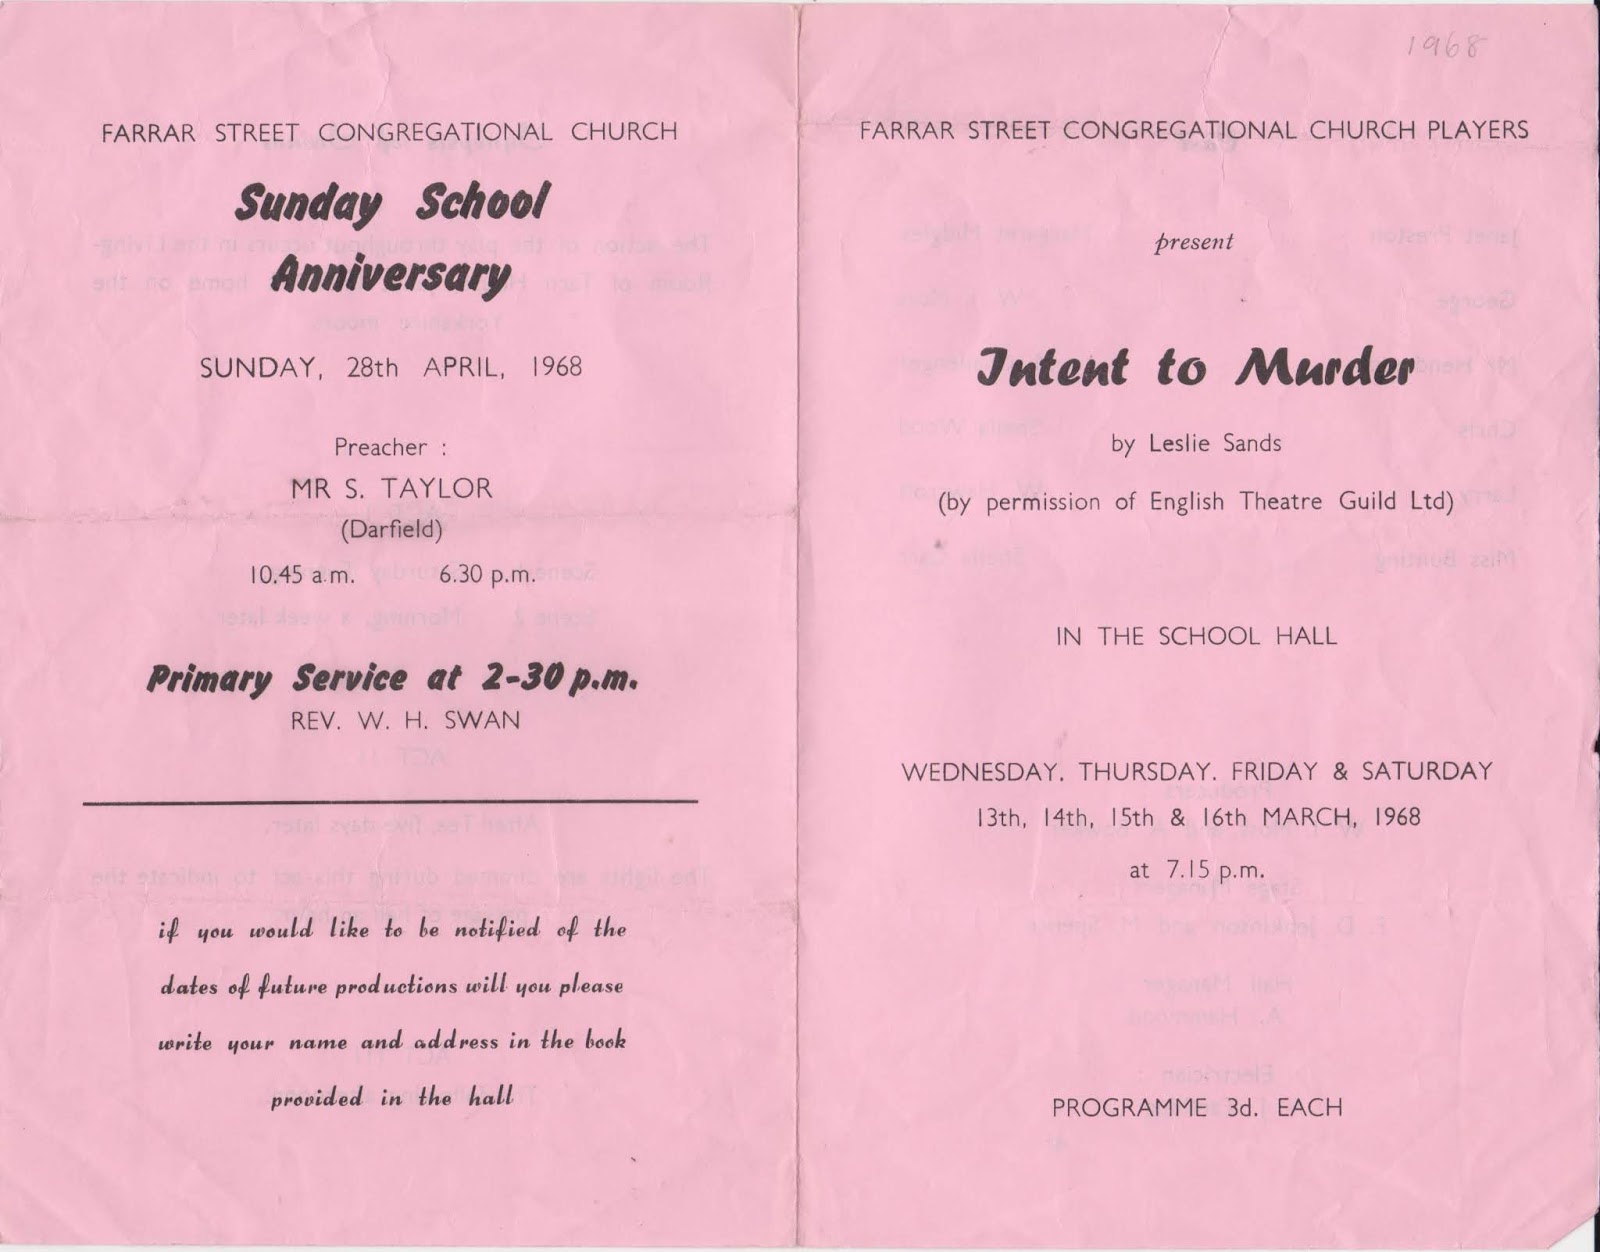 FARRAR STREET CONGREGATIONAL CHURCH
Sunday School
Anniversary
SUNDAY, 28th APRIL, 1968
Preacher :
MR S. TAYLOR
(Darfield)
10.45 a.m. 6.30 p.m.
Primary Service at 2-30 p.m.
REV. W. H. SWAN
if you would like to be notified of the
dates of future productions will you please
write your name and address in the book
provided in the hall
1968
FARRAR STREET CONGREGATIONAL CHURCH PLAYERS
present
Intent to Murder
by Leslie Sands
(by permission of English Theatre Guild Ltd)
IN THE SCHOOL HALL
WEDNESDAY. THURSDAY. FRIDAY & SATURDAY
13th, 14th, 15th & 16th MARCH, 1968
at 7.15 p.m.
PROGRAMME 3d. EACH